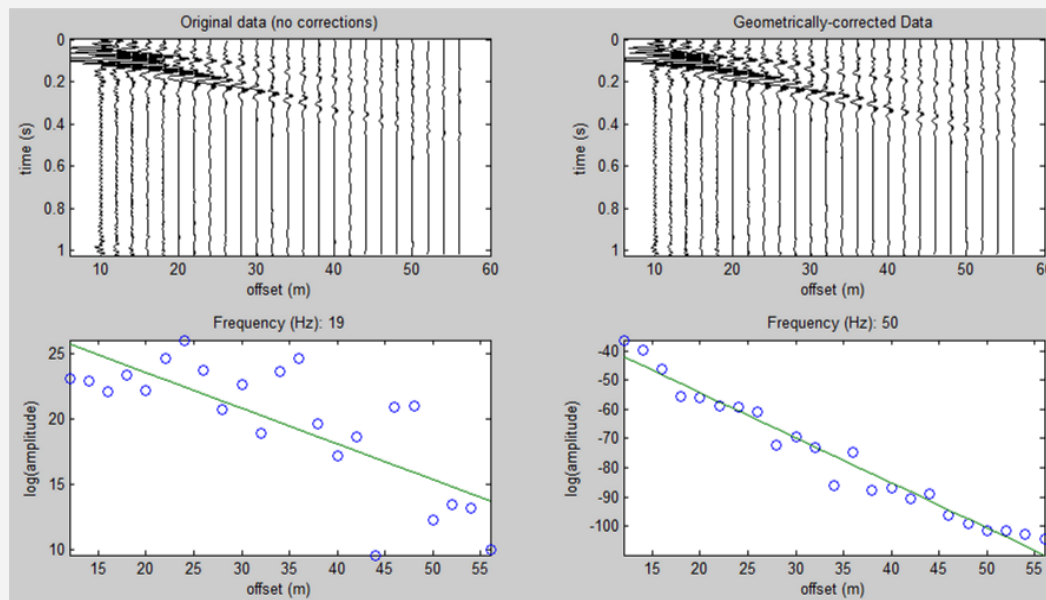 Original data (no corrections)
0
0.2
0.4
0.6
0.8
1
time (s)
10 20 30 40 50 60
offset (m)
Geometrically-corrected Data
0
0.2
0.4
0.6
0.8
1
time (s)
10 20 30 40 50 60
offset (m)
Frequency (Hz): 19
25
20
15
10
log(amplitude)
15 20 25 30 35 40 45 50 55
offset (m)
Frequency (Hz): 50
-40
-50
-60
-70
-80
-90
-100
log(amplitude)
15 20 25 30 35 40 45 50 55
offset (m)